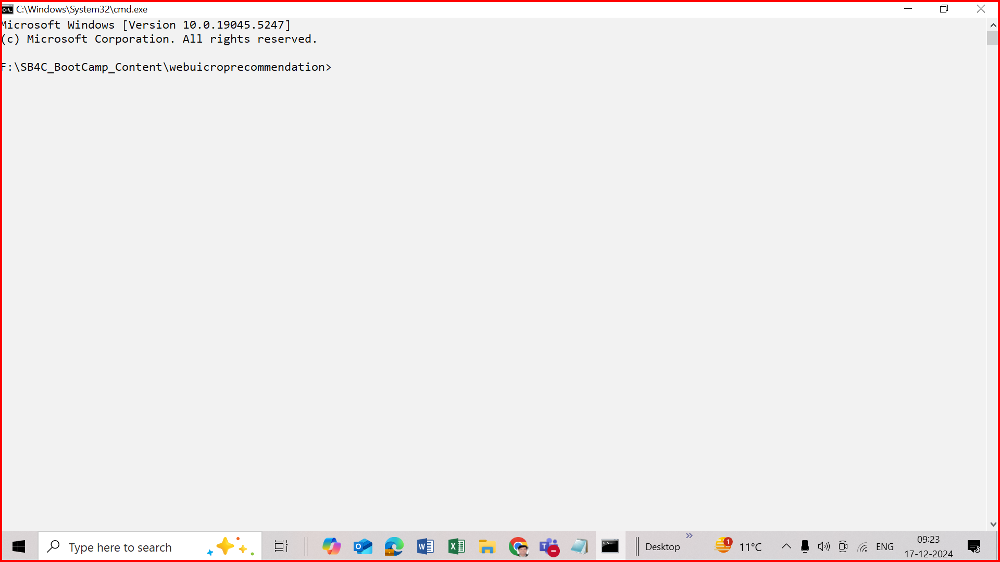 C:\Windows\System32\cmd.exe
Microsoft Windows [Version 10.0.19045.5247]
(c) Microsoft Corporation. All rights reserved.
F:\SB4C_BootCamp_Content\webuicroprecommendation>
Type here to search
Desktop
1
11°C
ENG
09:23
17-12-2024